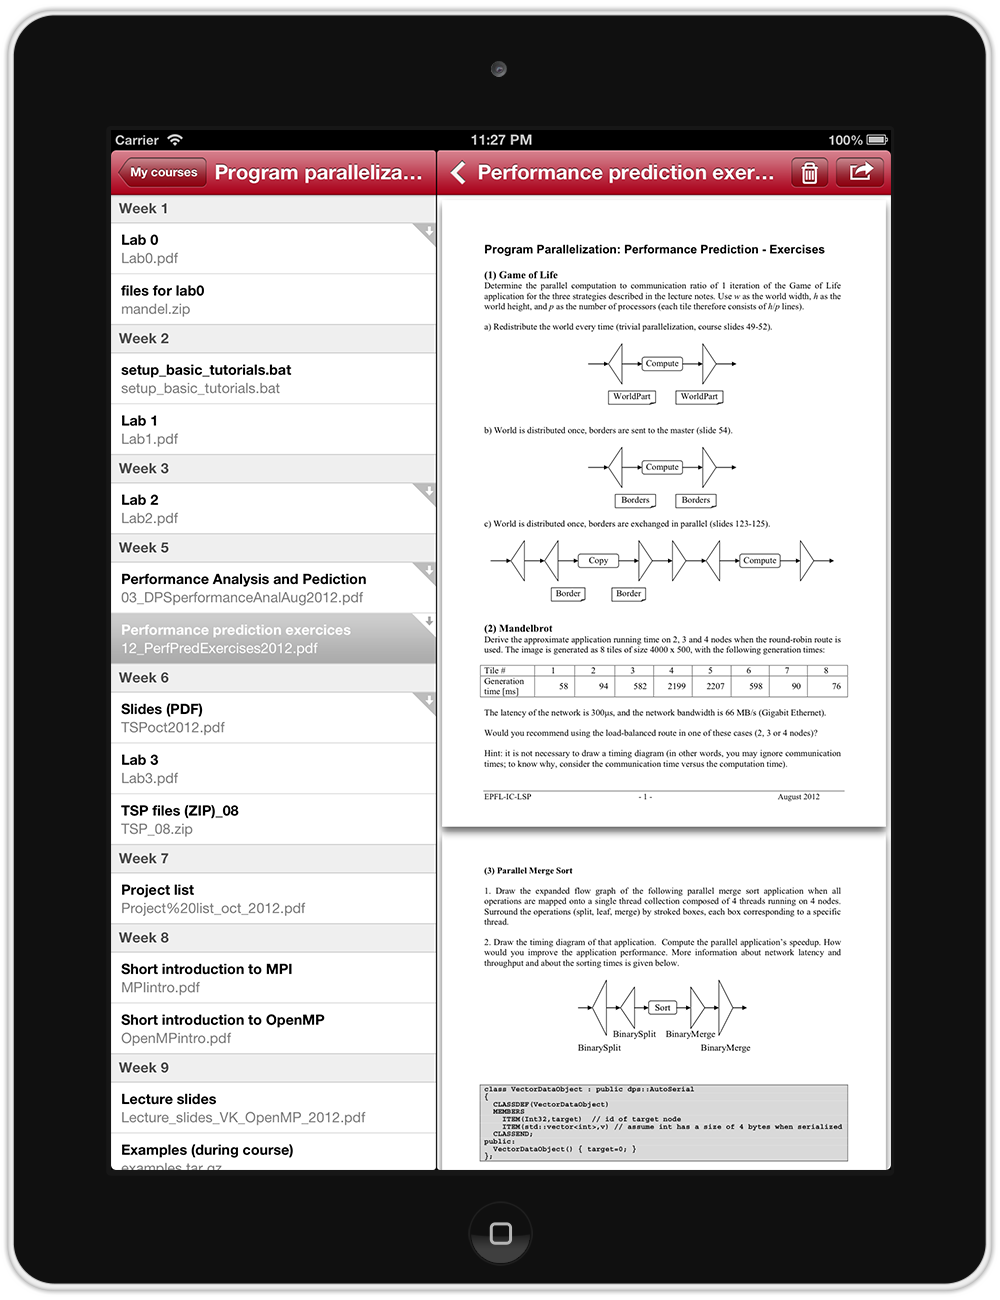 Carrier 11:27 PM 100%
My courses
Program paralleliza...
Week 1
Lab 0
Lab0.pdf
files for lab0
mandel.zip
Week 2
setup_basic_tutorials.bat
setup_basic_tutorials.bat
Lab 1
Lab1.pdf
Week 3
Lab 2
Lab2.pdf
Week 5
Performance Analysis and Pediction
03_DPSperformanceAnalAug2012.pdf
Performance prediction exercices
12_PerfPredExercises2012.pdf
Week 6
Slides (PDF)
TSPoct2012.pdf
Lab 3
Lab3.pdf
TSP files (ZIP)_08
TSP_08.zip
Week 7
Project list
Project%20list_oct_2012.pdf
Week 8
Short introduction to MPI
MPIintro.pdf
Short introduction to OpenMP
OpenMPintro.pdf
Week 9
Lecture slides
Lecture_slides_VK_OpenMP_2012.pdf
Examples (during course)
examples.tar.gz
Performance prediction exer...
Program Parallelization: Performance Prediction - Exercises
(1) Game of Life
Determine the parallel computation to communication ratio of 1 iteration of the Game of Life
application for the three strategies described in the lecture notes. Use w as the world width, h as the
world height, and p as the number of processors (each tile therefore consists of h/p lines).
a) Redistribute the world every time (trivial parallelization, course slides 49-52).
Compute
WorldPart WorldPart
b) World is distributed once, borders are sent to the master (slide 54).
Compute
Borders Borders
c) World is distributed once, borders are exchanged in parallel (slides 123-125).
Copy Compute
Border Border
(2) Mandelbrot
Derive the approximate application running time on 2, 3 and 4 nodes when the round-robin route is
used. The image is generated as 8 tiles of size 4000 x 500, with the following generation times:
Tile # 1 2 3 4 5 6 7 8
Generation
time [ms] 58 94 582 2199 2207 598 90 76
The latency of the network is 300µs, and the network bandwidth is 66 MB/s (Gigabit Ethernet).
Would you recommend using the load-balanced route in one of these cases (2, 3 or 4 nodes)?
Hint: it is not necessary to draw a timing diagram (in other words, you may ignore communication
times; to know why, consider the communication time versus the computation time).
EPFL-IC-LSP - 1 - August 2012
(3) Parallel Merge Sort
1. Draw the expanded flow graph of the following parallel merge sort application when all
operations are mapped onto a single thread collection composed of 4 threads running on 4 nodes.
Surround the operations (split, leaf, merge) by stroked boxes, each box corresponding to a specific
thread.
2. Draw the timing diagram of that application. Compute the parallel application's speedup. How
would you improve the application performance. More information about network latency and
throughput and about the sorting times is given below.
Sort
BinarySplit BinaryMerge
BinarySplit BinaryMerge
class VectorDataObject : public dps::AutoSerial
{
CLASSDEF(VectorDataObject)
MEMBERS
ITEM(Int32,target) // id of target node
ITEM(std::vector<int>,v) // assume int has a size of 4 bytes when serialized
CLASSEND;
public:
VectorDataObject() { target=0; }
};